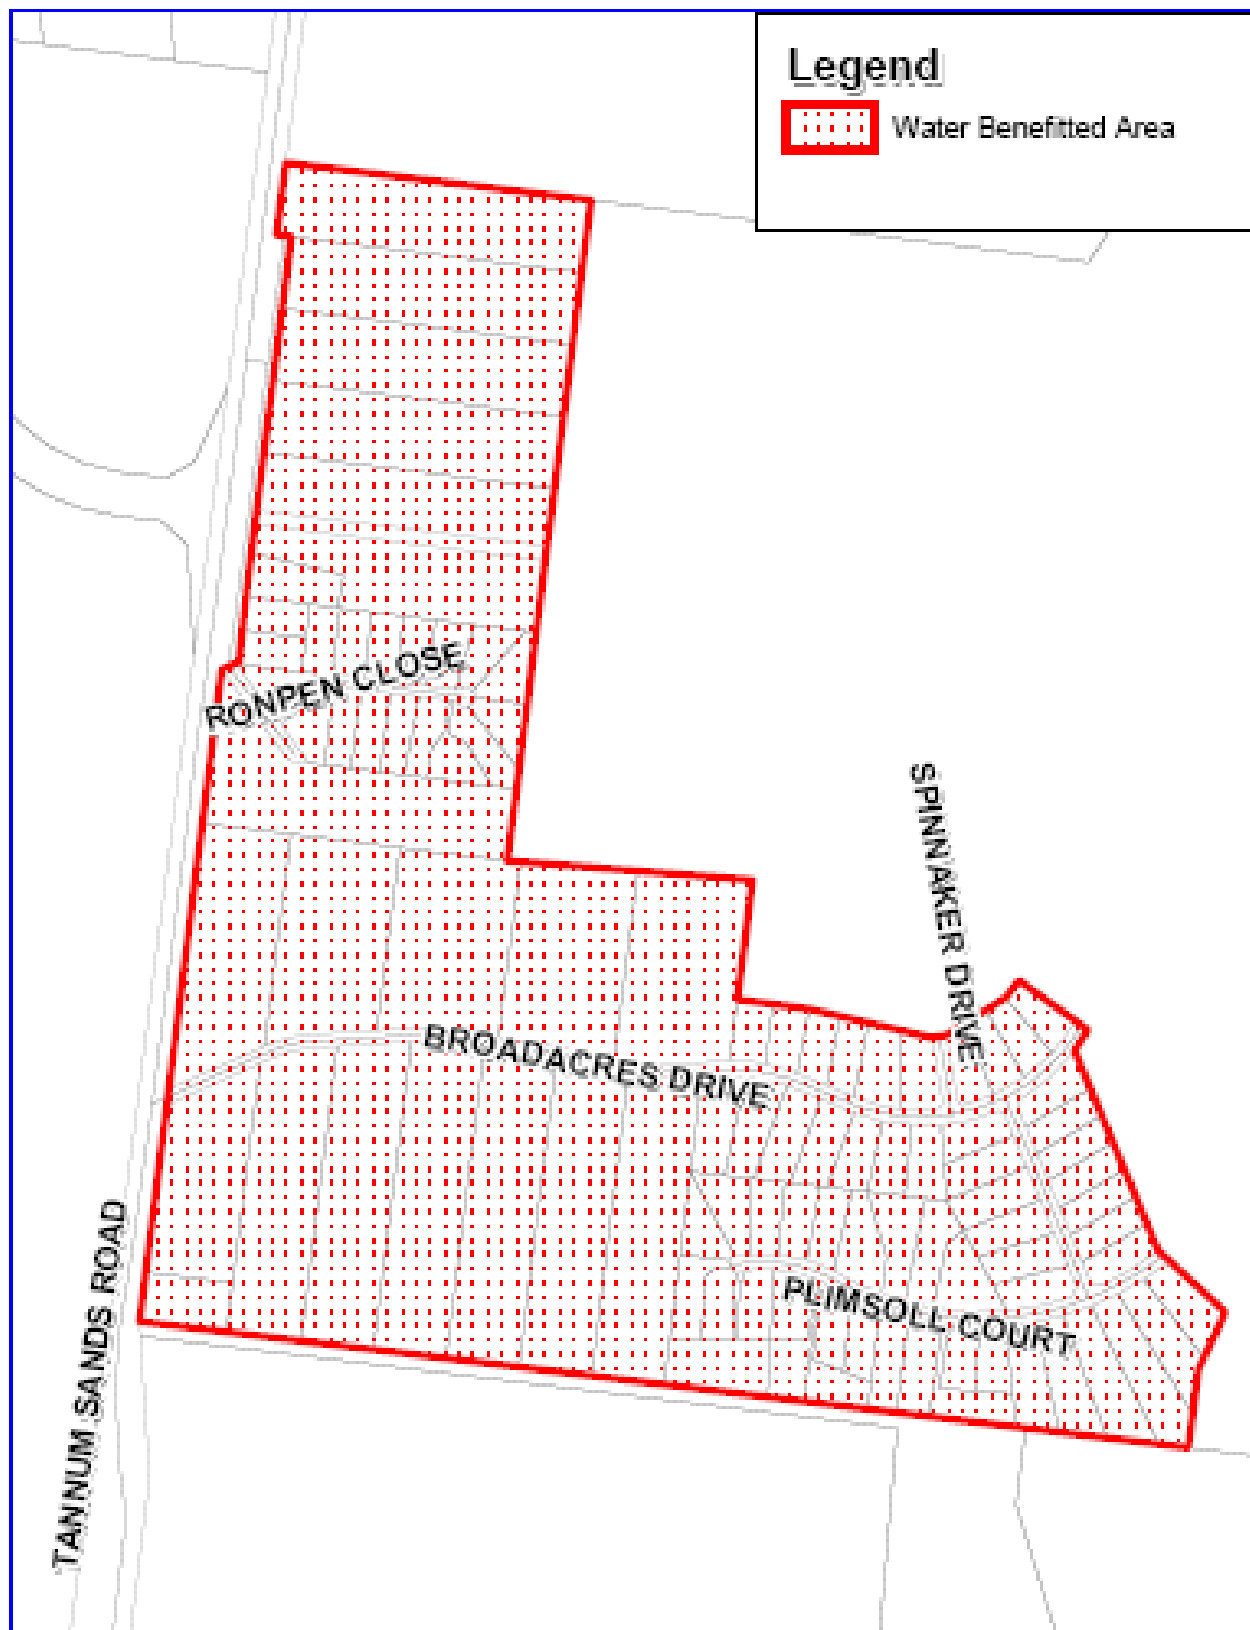 Legend
Water Benefitted Area
RONPEN CLOSE
SPINNAKER DRIVE
BROADACRES DRIVE
PLIMSOLL COURT
TANNUM SANDS ROAD